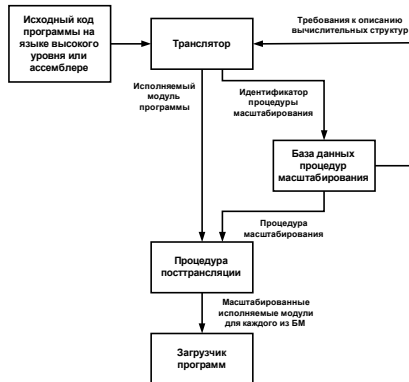 Исходный код
программы на
языке высокого
уровня или
ассемблере
Транслятор
Требования к описанию
вычислительных структур
Исполняемый
модуль
программы
Идентификатор
процедуры
масштабирования
База данных
процедур
масштабирования
Процедура
масштабирования
Процедура
посттрансляции
Масштабированные
исполняемые модули
для каждого из БМ
Загрузчик
программ